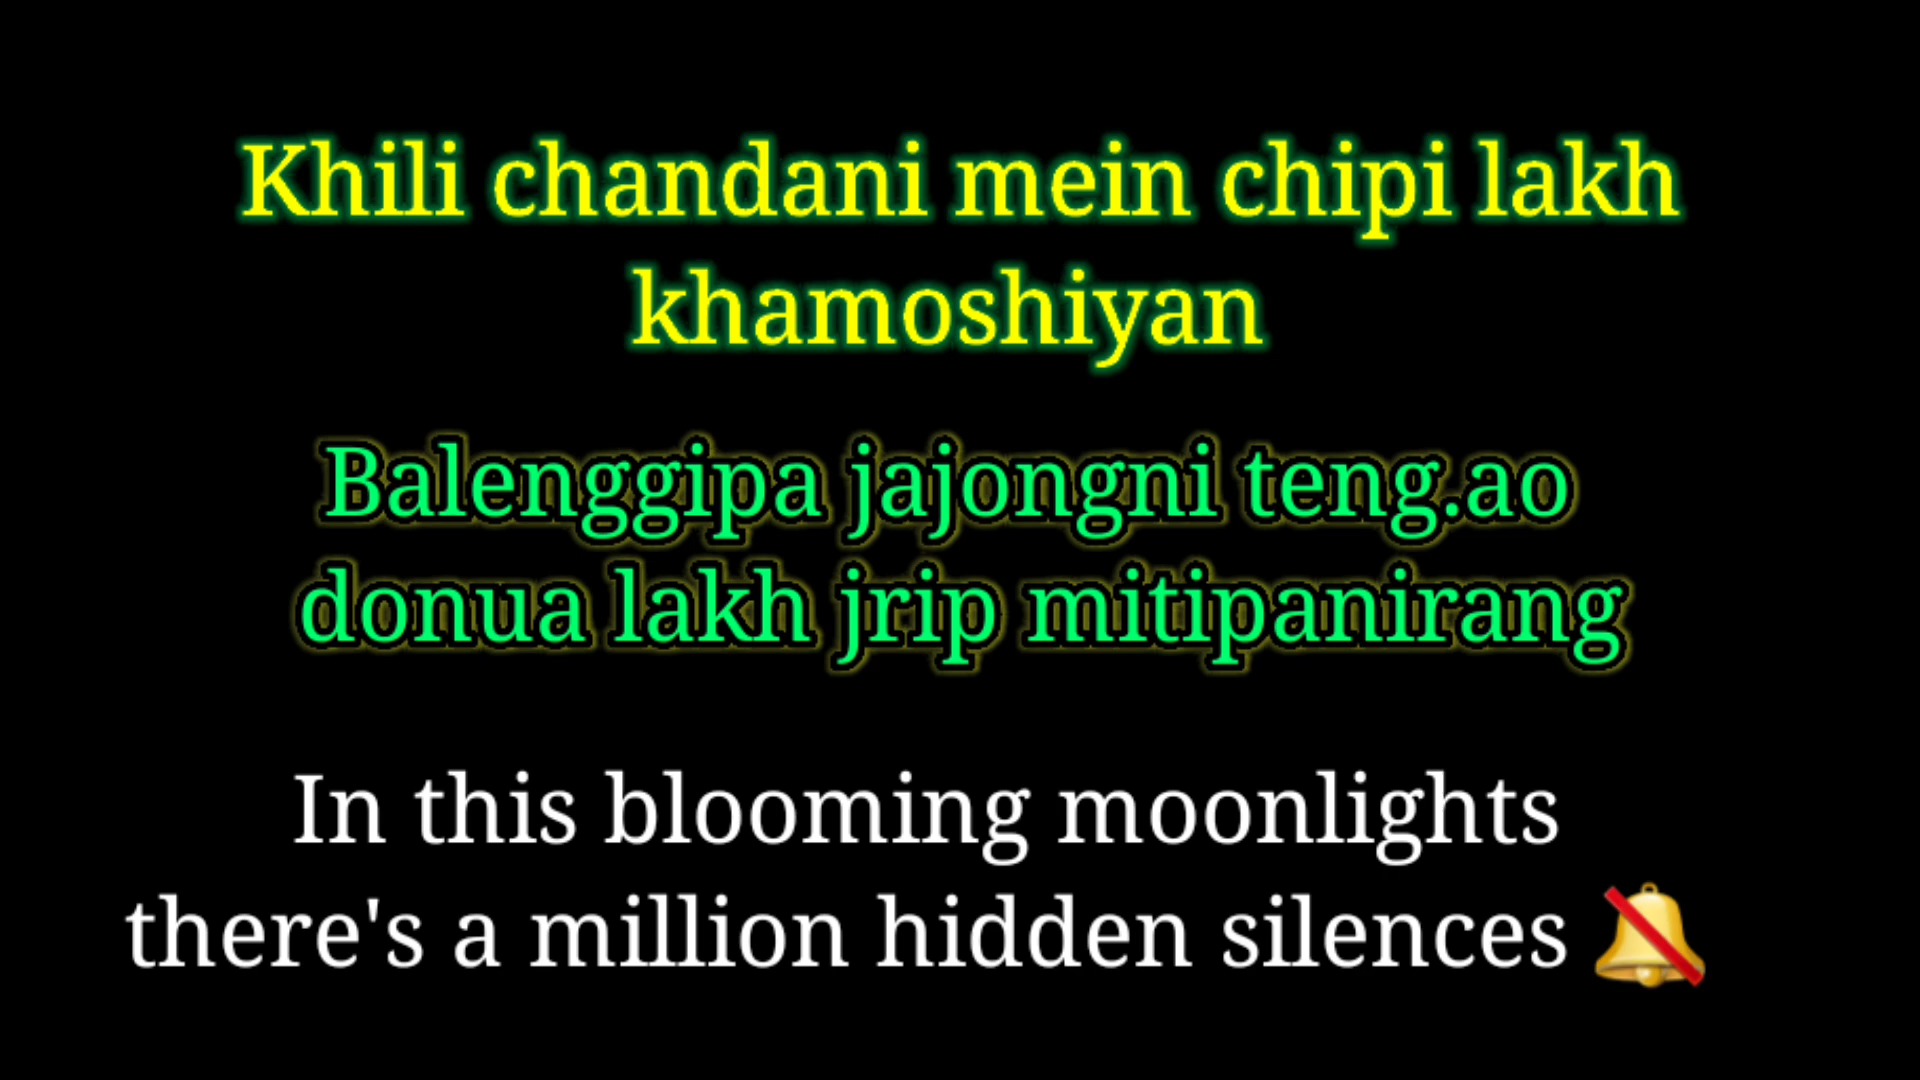 Khili chandani mein chipi lakh
khamoshiyan
Balenggipa jajongni teng.ao
donua lakh jrip mitipanirang
In this blooming moonlights
there's a million hidden silences 🔕